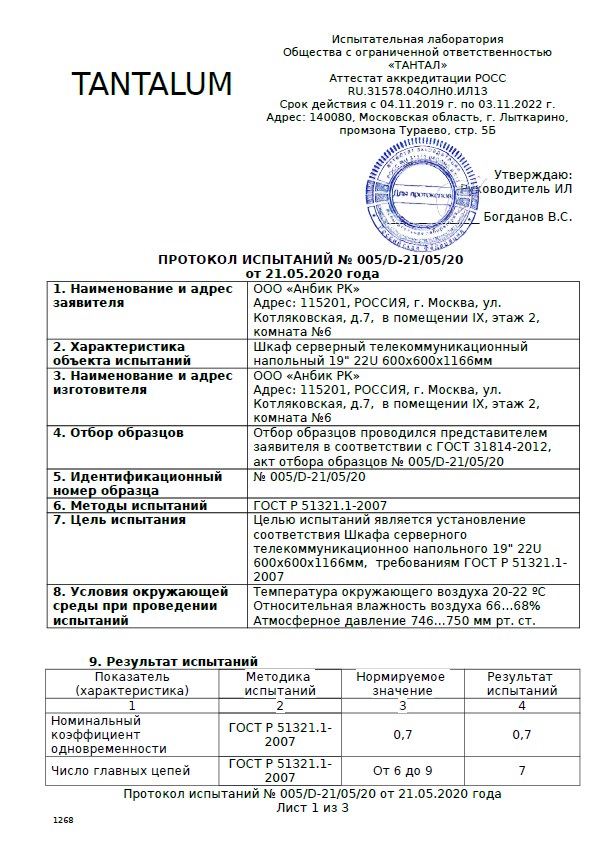 Испытательная лаборатория
Общества с ограниченной ответственностью
TANTALUM
«ТАНТАЛ»
Аттестат аккредитации РОСС
RU.31578.04ОЛН0.ИЛ13
Срок действия с 04.11.2019 г. по 03.11.2022 г.
Адрес: 140080, Московская область, г. Лыткарино,
промзона Тураево, стр. 5Б
Утверждаю:
Руководитель ИЛ
Для протоколов
Российская Федерация
Богданов В.С.
ПРОТОКОЛ ИСПЫТАНИЙ № 005/D-21/05/20
от 21.05.2020 года
1. Наименование и адрес
заявителя
ООО «Анбик РК»
Адрес: 115201, РОССИЯ, г. Москва, ул.
Котляковская, д.7, в помещении IX, этаж 2,
комната №6
2. Характеристика
объекта испытаний
Шкаф серверный телекоммуникационный
напольный 19" 22U 600x600x1166мм
3. Наименование и адрес
изготовителя
ООО «Анбик РК»
Адрес: 115201, РОССИЯ, г. Москва, ул.
Котляковская, д.7, в помещении IX, этаж 2,
комната №6
4. Отбор образцов
Отбор образцов проводился представителем
заявителя в соответствии с ГОСТ 31814-2012,
акт отбора образцов № 005/D-21/05/20
5. Идентификационный
номер образца
№ 005/D-21/05/20
6. Методы испытаний
ГОСТ Р 51321.1-2007
7. Цель испытания
Целью испытаний является установление
соответствия Шкафа серверного
телекоммуникационноо напольного 19" 22U
600x600x1166мм, требованиям ГОСТ Р 51321.1-
2007
8. Условия окружающей
среды при проведении
испытаний
Температура окружающего воздуха 20-22 ºС
Относительная влажность воздуха 66...68%
Атмосферное давление 746...750 мм рт. ст.
9. Результат испытаний
Показатель
(характеристика)
Методика
испытаний
Нормируемое
значение
Результат
испытаний
1
2
3
4
Номинальный
коэффициент
одновременности
ГОСТ Р 51321.1-
2007
0,7
0,7
Число главных цепей
ГОСТ Р 51321.1-
2007
От 6 до 9
7
Протокол испытаний № 005/D-21/05/20 от 21.05.2020 года
Лист 1 из 3
1268